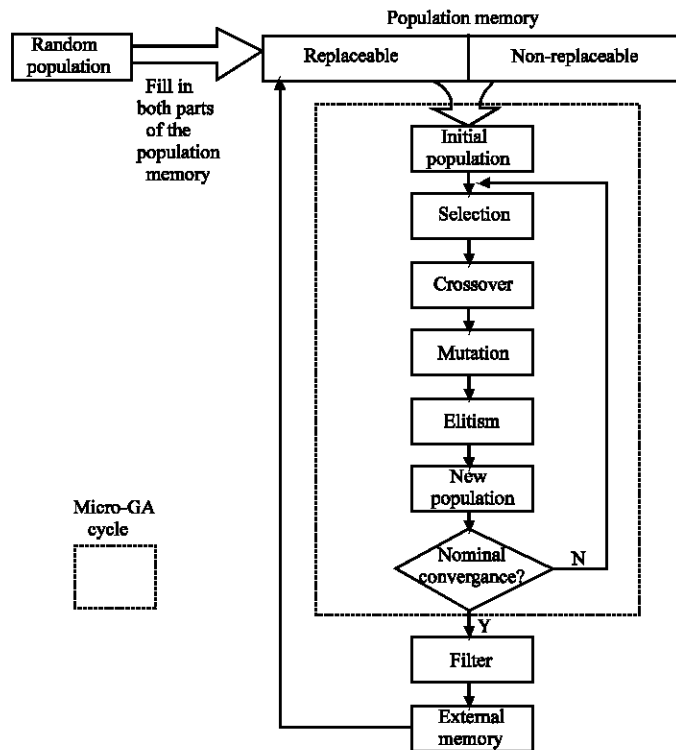 Population memory
Random
population
Replaceable
Non-replaceable
Fill in
both parts
of the
population
memory
Initial
population
Selection
Crossover
Mutation
Elitism
New
population
Micro-GA
cycle
Nominal
convergance?
N
Y
Filter
External
memory